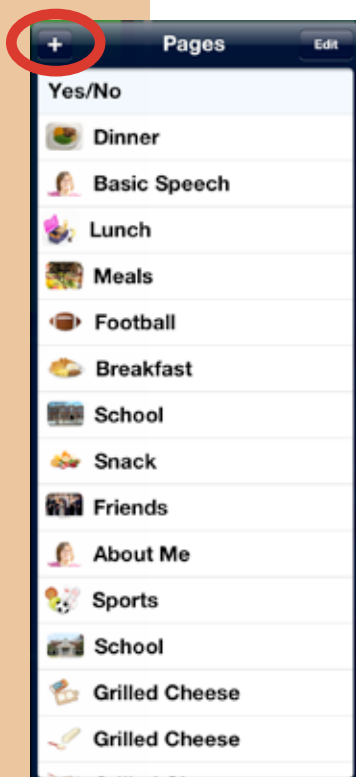 + Pages Edit
Yes/No
Dinner
Basic Speech
Lunch
Meals
Football
Breakfast
School
Snack
Friends
About Me
Sports
School
Grilled Cheese
Grilled Cheese